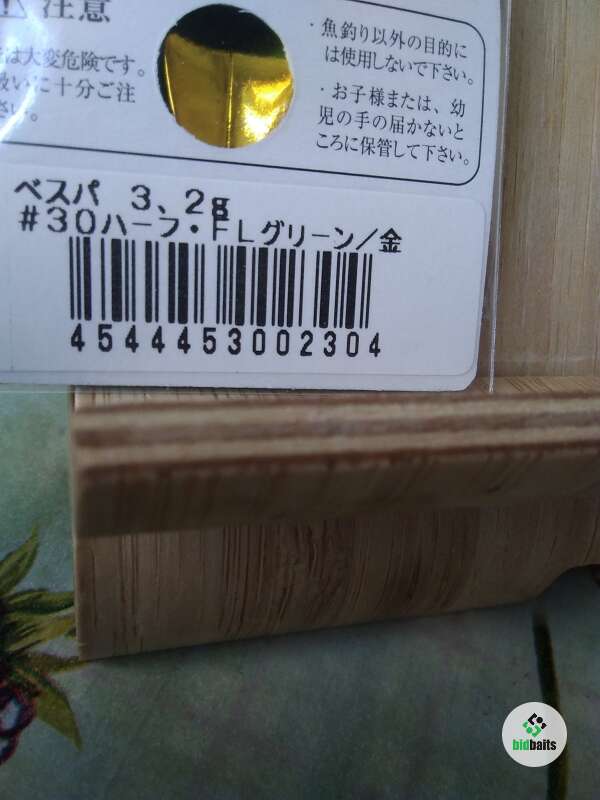 注意
は大変危険です。
扱いに十分ご注
さい。
・魚釣り以外の目的に
は使用しないで下さい。
・お子様または、幼
児の手の届かないと
ころに保管して下さい。
ベスパ 3、2g
#30ハーフ・FLグリーン/金
4544453002304
bidbaits